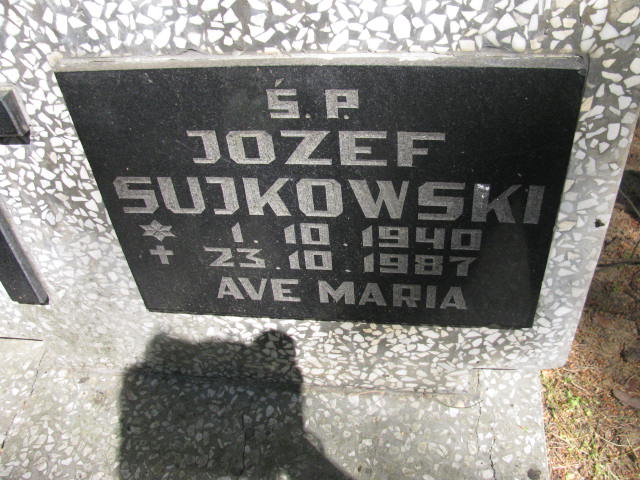 Ś. P.
JOZEF
SUJKOWSKI
1. 10 1940
23. 10. 1987
AVE MARIA